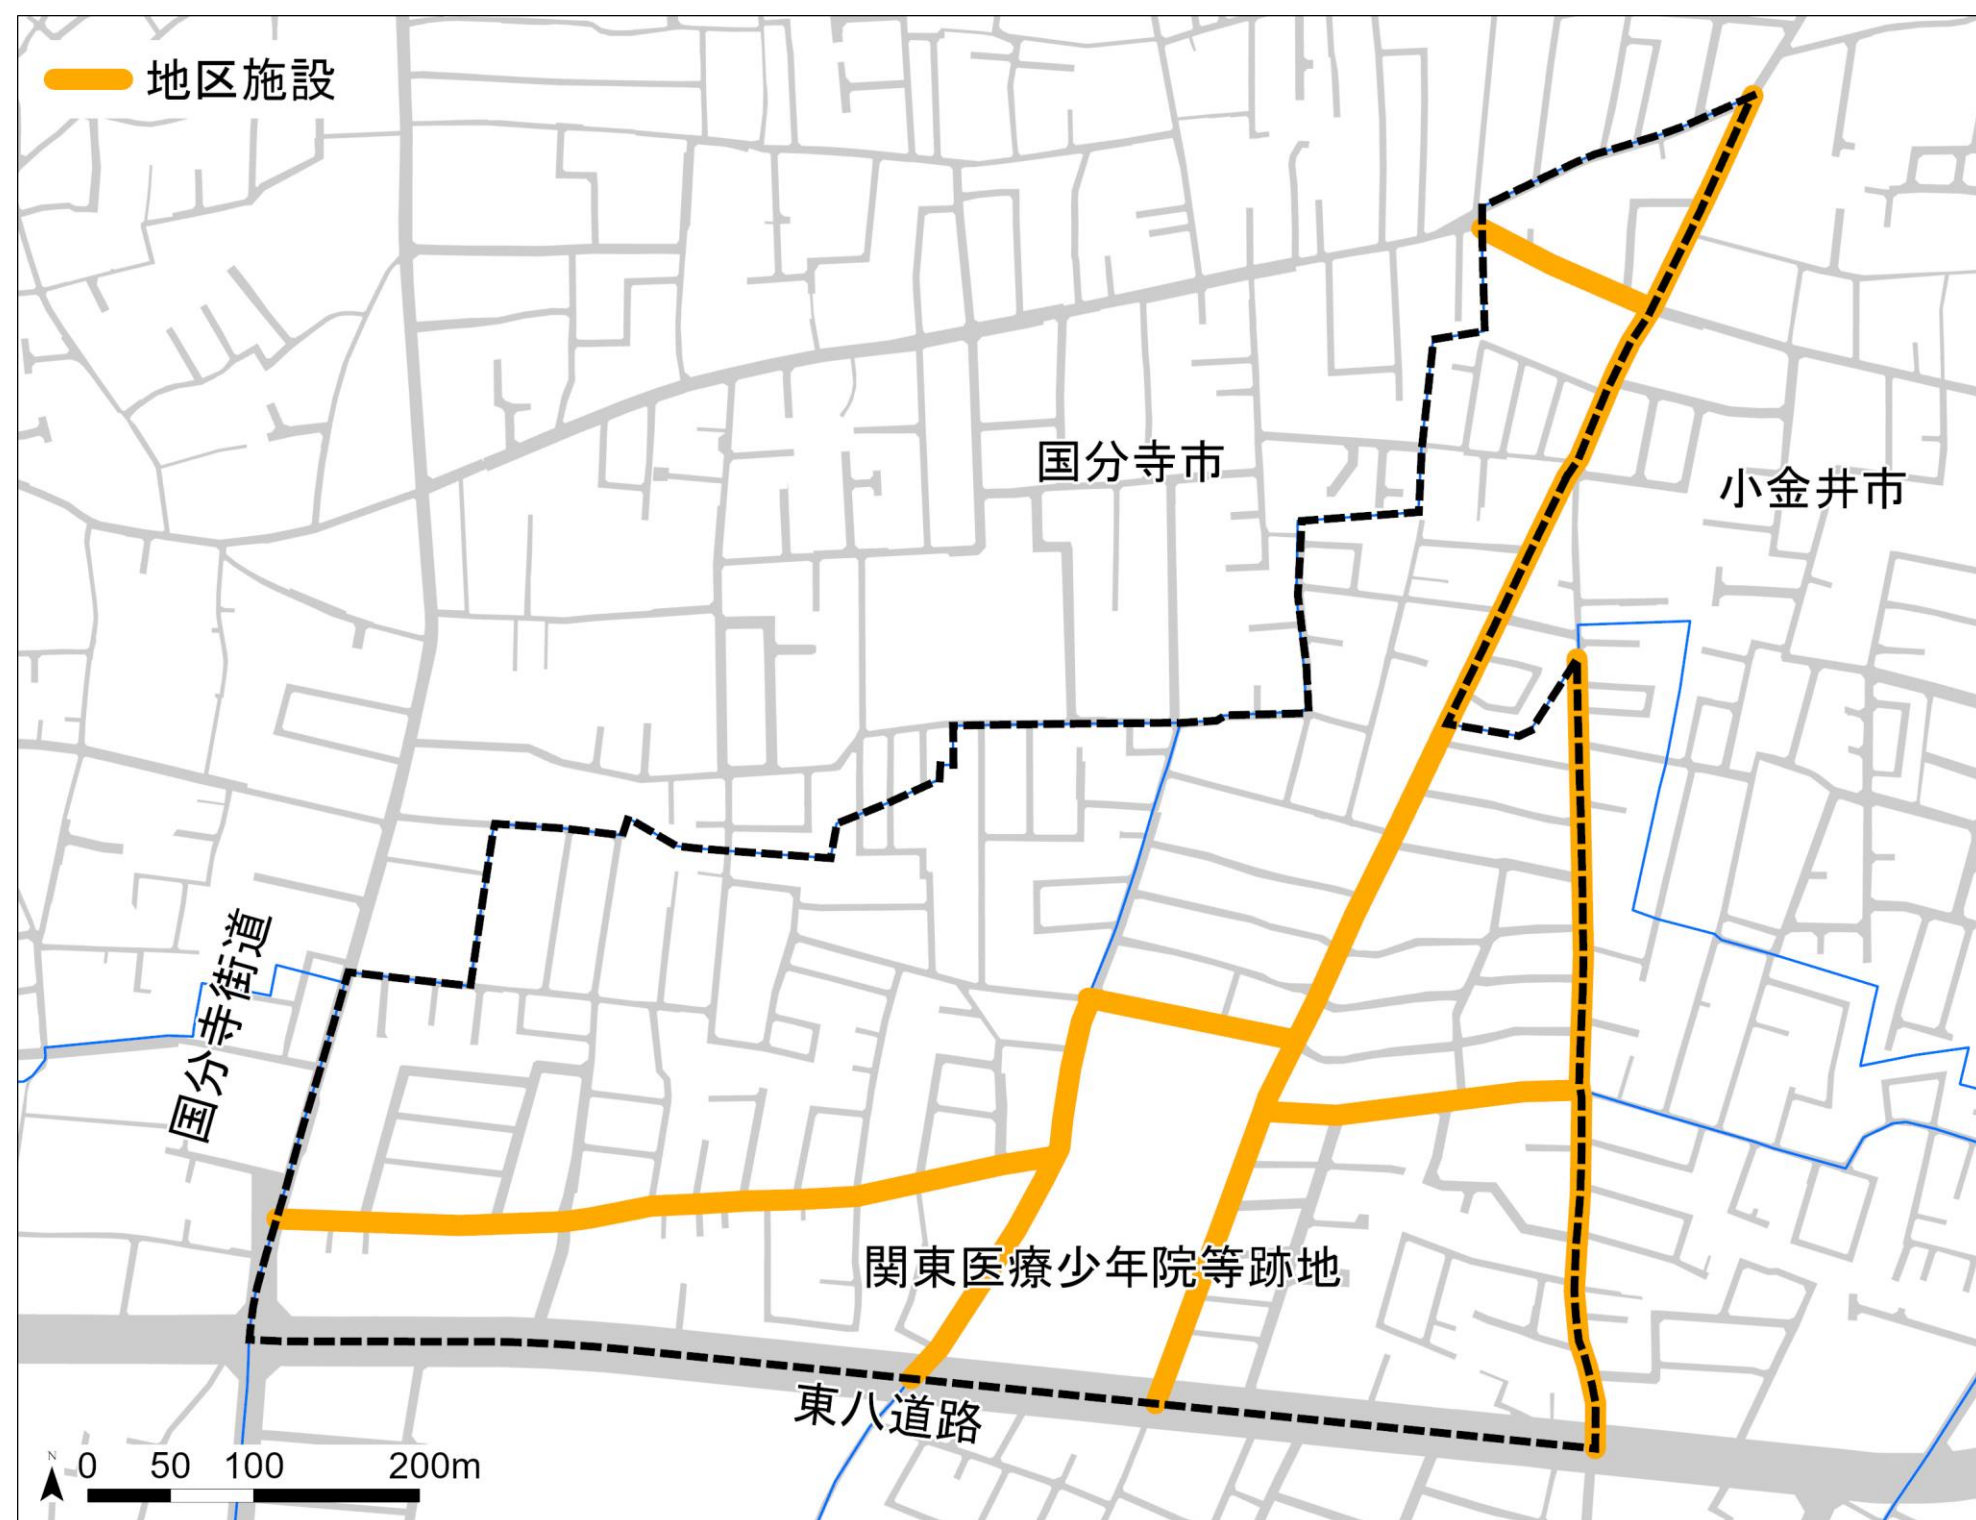 地区施設
国分寺市
小金井市
国分寺街道
関東医療少年院等跡地
東八道路
N
0 50 100 200m